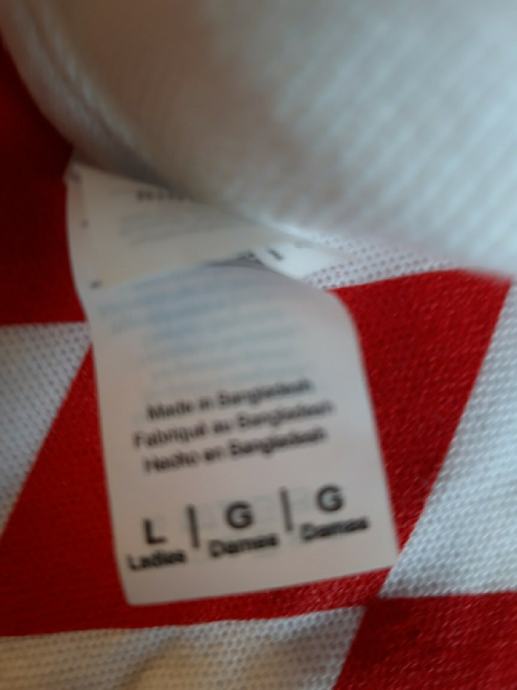 Made in Bangladesh
Fabriqué au Bangladesh
Hecho en Bangladesh
L | G | G
Ladies Dames Damas